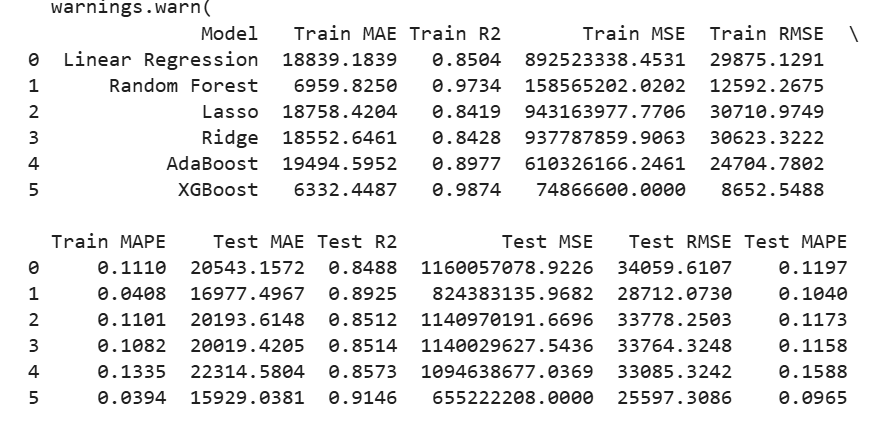 warnings.warn(
Model Train MAE Train R2 Train MSE Train RMSE \
0 Linear Regression 18839.1839 0.8504 892523338.4531 29875.1291
1 Random Forest 6959.8250 0.9734 158565202.0202 12592.2675
2 Lasso 18758.4204 0.8419 943163977.7706 30710.9749
3 Ridge 18552.6461 0.8428 937787859.9063 30623.3222
4 AdaBoost 19494.5952 0.8977 610326166.2461 24704.7802
5 XGBoost 6332.4487 0.9874 74866600.0000 8652.5488
Train MAPE Test MAE Test R2 Test MSE Test RMSE Test MAPE
0 0.1110 20543.1572 0.8488 1160057078.9226 34059.6107 0.1197
1 0.0408 16977.4967 0.8925 824383135.9682 28712.0730 0.1040
2 0.1101 20193.6148 0.8512 1140970191.6696 33778.2503 0.1173
3 0.1082 20019.4205 0.8514 1140029627.5436 33764.3248 0.1158
4 0.1335 22314.5804 0.8573 1094638677.0369 33085.3242 0.1588
5 0.0394 15929.0381 0.9146 655222208.0000 25597.3086 0.0965